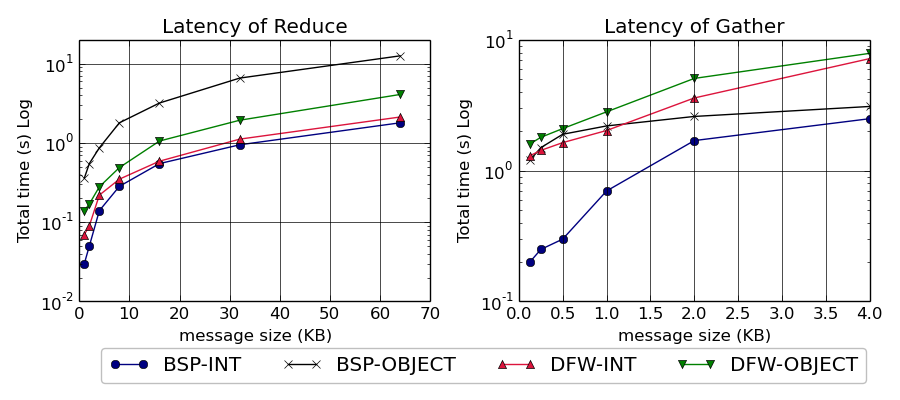 Latency of Reduce
Latency of Gather
10^1
10^0
10^-1
10^-2
Total time (s) Log
0 10 20 30 40 50 60 70
message size (KB)
10^1
10^0
10^-1
Total time (s) Log
0.0 0.5 1.0 1.5 2.0 2.5 3.0 3.5 4.0
message size (KB)
BSP-INT BSP-OBJECT DFW-INT DFW-OBJECT